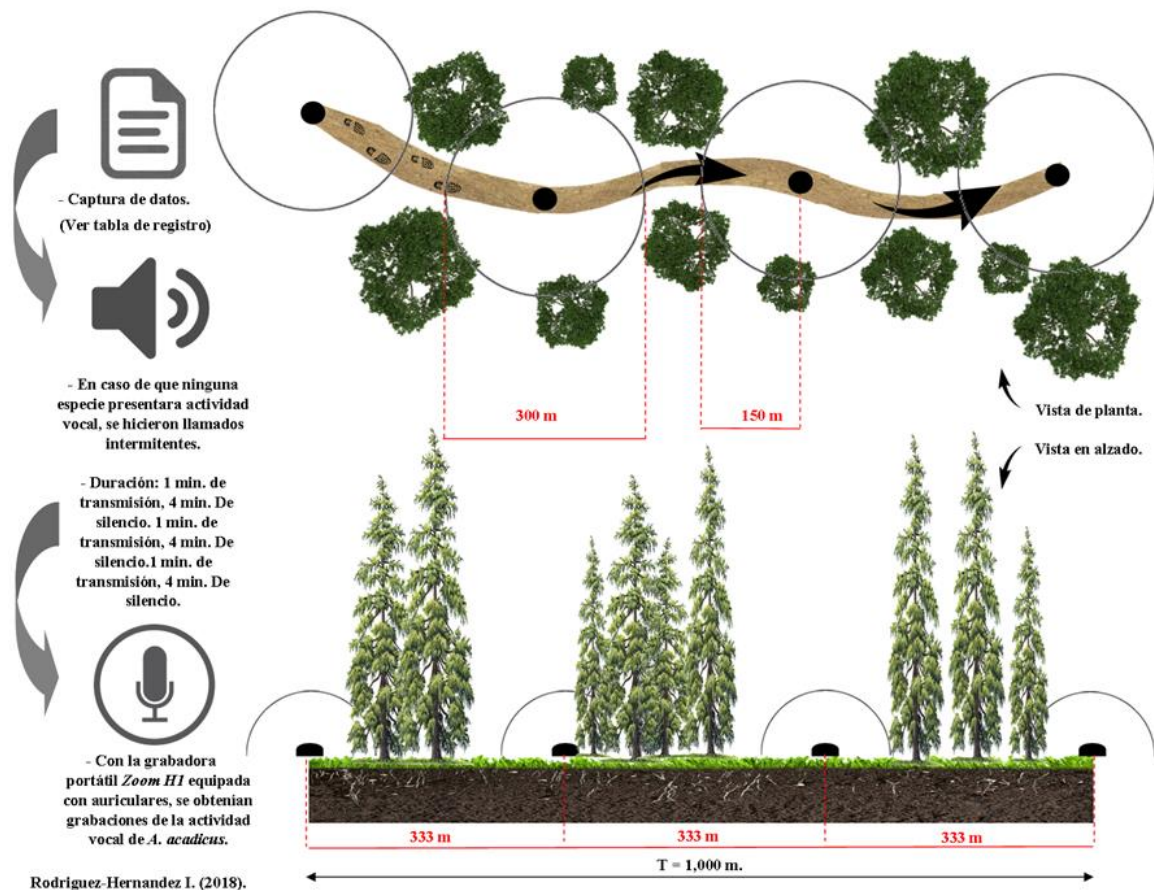 - Captura de datos.
(Ver tabla de registro)
- En caso de que ninguna
especie presentara actividad
vocal, se hicieron llamados
intermitentes.
- Duración: 1 min. de
transmisión, 4 min. De
silencio. 1 min. de
transmisión, 4 min. De
silencio.1 min. de
transmisión, 4 min. De
silencio.
- Con la grabadora
portátil Zoom H1 equipada
con auriculares, se obtenían
grabaciones de la actividad
vocal de A. acadicus.
Rodriguez-Hernandez I. (2018).
300 m
150 m
Vista de planta.
Vista en alzado.
333 m
333 m
333 m
T = 1,000 m.